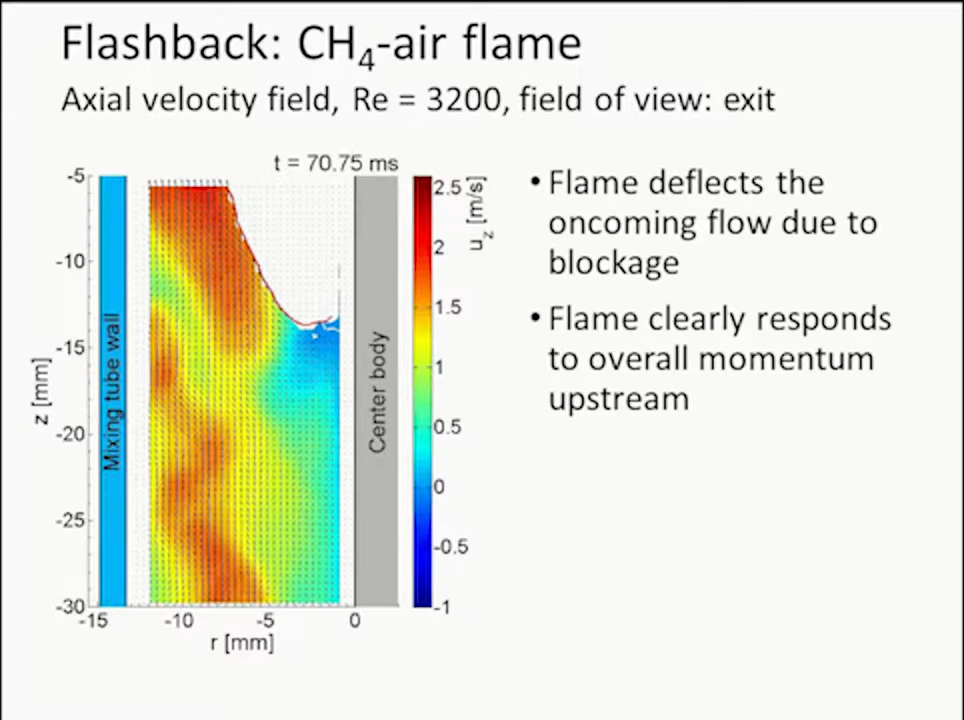 Flashback: CH₄-air flame
Axial velocity field, Re = 3200, field of view: exit
t = 70.75 ms
-5
-10
-15
-20
-25
-30
z [mm]
Mixing tube wall
Center body
-15
-10
-5
0
r [mm]
2.5
2
1.5
1
0.5
0
-0.5
-1
u_z [m/s]
• Flame deflects the
oncoming flow due to
blockage
• Flame clearly responds
to overall momentum
upstream